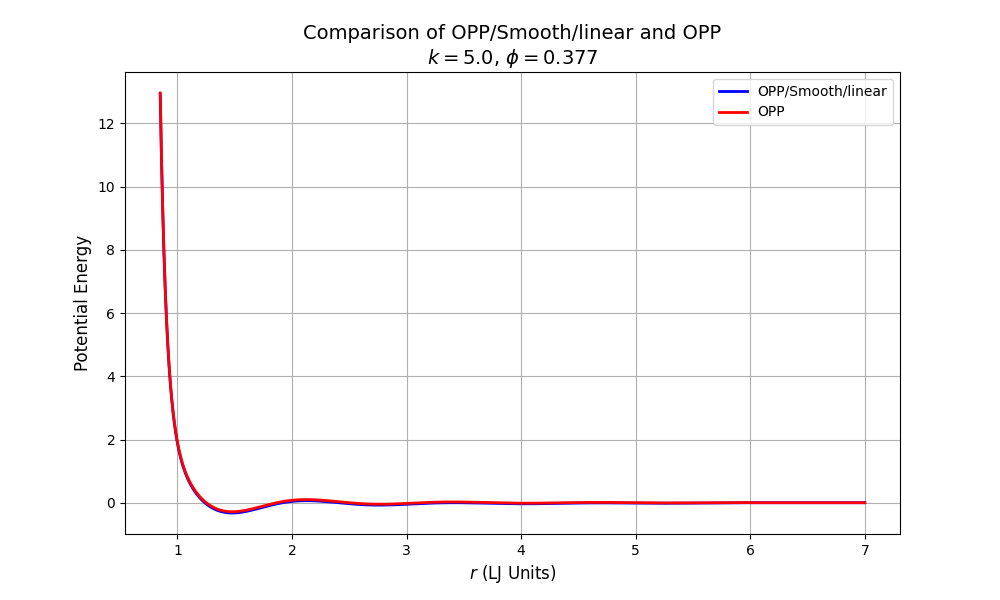 Comparison of OPP/Smooth/linear and OPP
k = 5.0, ϕ = 0.377
OPP/Smooth/linear
OPP
12
10
8
6
4
2
0
Potential Energy
1 2 3 4 5 6 7
r (LJ Units)